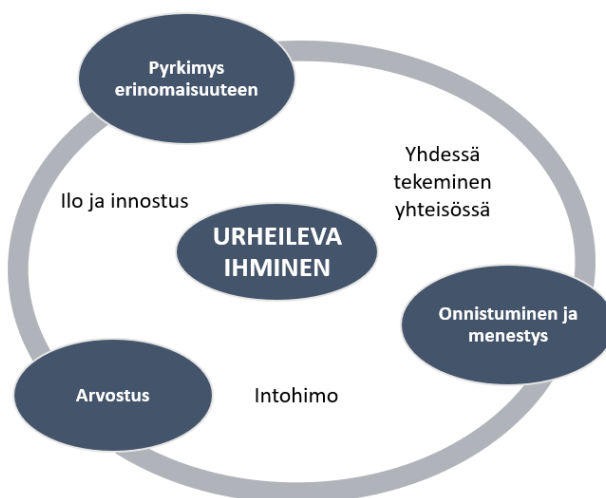 Pyrkimys
erinomaisuuteen
Yhdessä
tekeminen
yhteisössä
Ilo ja innostus
URHEILEVA
IHMINEN
Onnistuminen ja
menestys
Arvostus
Intohimo